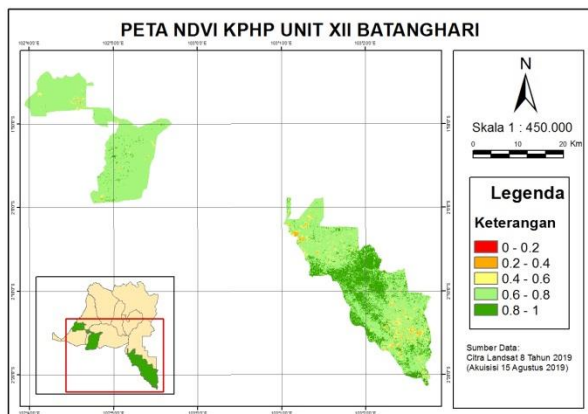 PETA NDVI KPHP UNIT XII BATANGHARI
N
Skala 1 : 450.000
0 10 20 Km
Legenda
Keterangan
0 - 0.2
0.2 - 0.4
0.4 - 0.6
0.6 - 0.8
0.8 - 1
Sumber Data:
Citra Landsat 8 Tahun 2019
(Akuisisi 15 Agustus 2019)